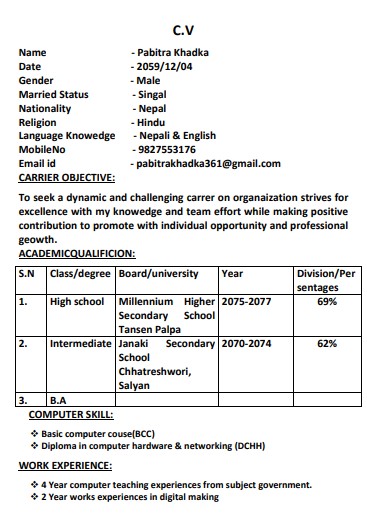 C.V
Name - Pabitra Khadka
Date - 2059/12/04
Gender - Male
Married Status - Singal
Nationality - Nepal
Religion - Hindu
Language Knowedge - Nepali & English
MobileNo - 9827553176
Email id - pabitrakhadka361@gmail.com
CARRIER OBJECTIVE:
To seek a dynamic and challenging carrer on organaization strives for
excellence with my knowedge and team effort while making positive
contribution to promote with individual opportunity and professional
geowth.
ACADEMICQUALIFICION:
S.N Class/degree Board/university Year Division/Per
sentages
1. High school Millennium Higher 2075-2077 69%
Secondary School
Tansen Palpa
2. Intermediate Janaki Secondary 2070-2074 62%
School
Chhatreshwori,
Salyan
3. B.A
COMPUTER SKILL:
❖ Basic computer couse(BCC)
❖ Diploma in computer hardware & networking (DCHH)
WORK EXPERIENCE:
❖ 4 Year computer teaching experiences from subject government.
❖ 2 Year works experiences in digital making